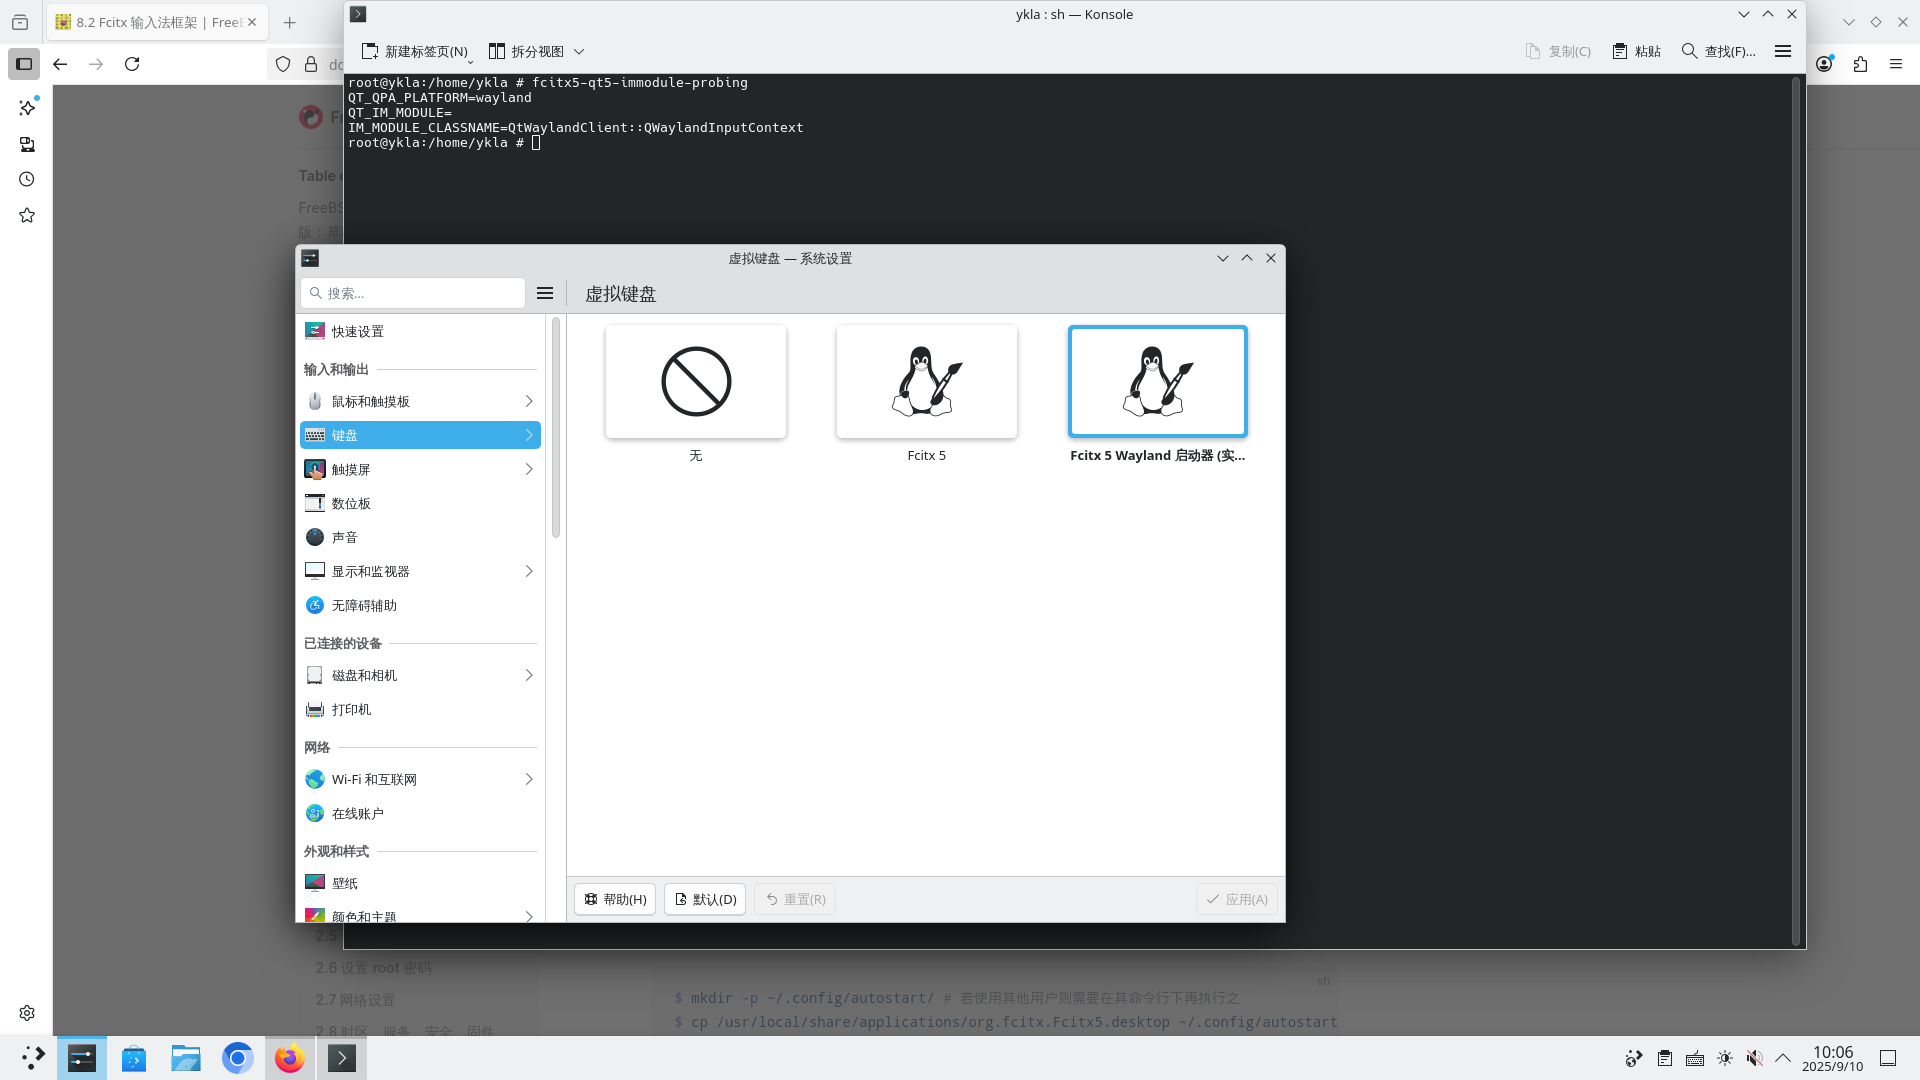 8.2 Fcitx 输入法框架 | Free
ykla : sh — Konsole
新建标签页(N)
拆分视图
复制(C)
粘贴
查找(F)...
root@ykla:/home/ykla # fcitx5-qt5-immodule-probing
QT_QPA_PLATFORM=wayland
QT_IM_MODULE=
IM_MODULE_CLASSNAME=QtWaylandClient::QWaylandInputContext
root@ykla:/home/ykla #
Table
FreeBS
版：草
虚拟键盘 — 系统设置
搜索...
虚拟键盘
快速设置
输入和输出
鼠标和触摸板
键盘
触摸屏
数位板
声音
显示和监视器
无障碍辅助
已连接的设备
磁盘和相机
打印机
网络
Wi-Fi 和互联网
在线账户
外观和样式
壁纸
颜色和主题
无
Fcitx 5
Fcitx 5 Wayland 启动器 (实...
帮助(H)
默认(D)
重置(R)
应用(A)
2.5
2.6 设置 root 密码
2.7 网络设置
2.8 时区、服务、安全、固件
sh
$ mkdir -p ~/.config/autostart/ # 若使用其他用户则需要在其命令行下再执行之
$ cp /usr/local/share/applications/org.fcitx.Fcitx5.desktop ~/.config/autostart
10:06
2025/9/10